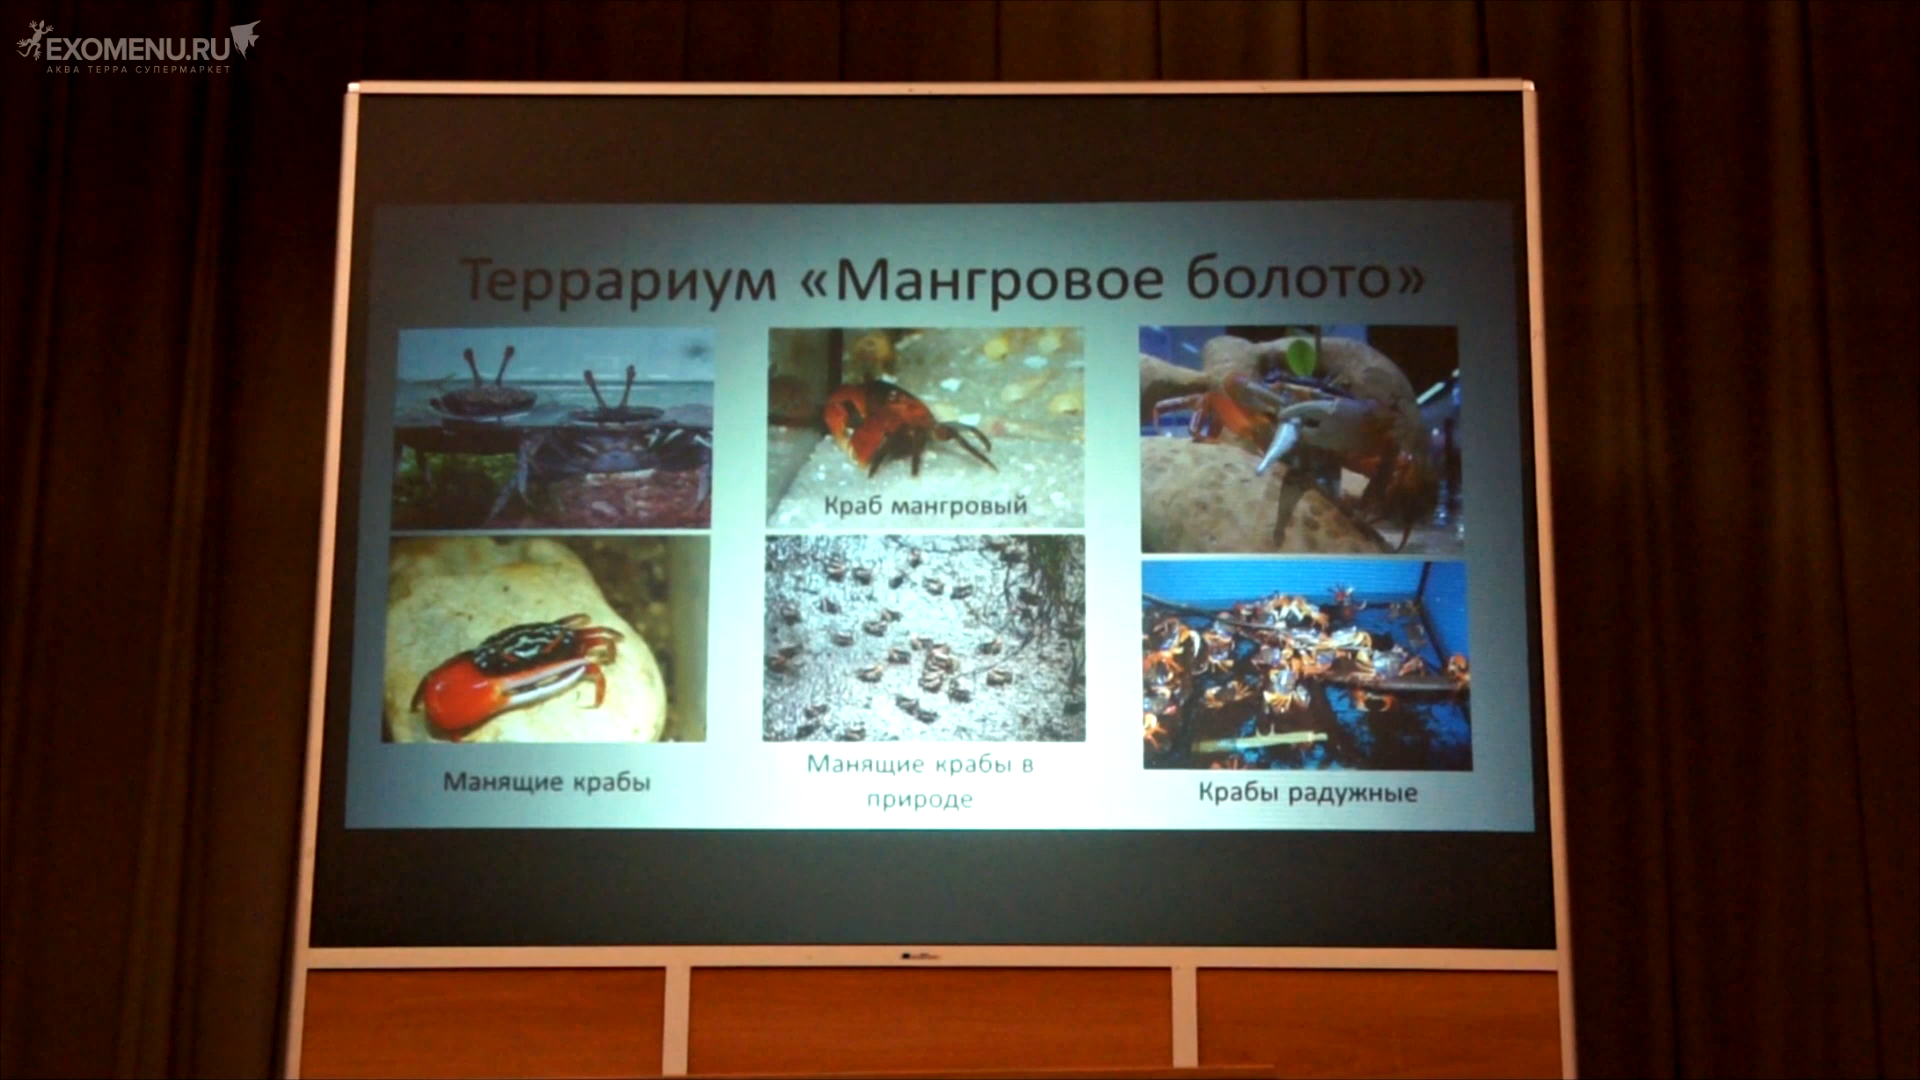 EXOMENU.RU
АКВА ТЕРРА СУПЕРМАРКЕТ
Террариум «Мангровое болото»
Краб мангровый
Манящие крабы
Манящие крабы в
природе
Крабы радужные